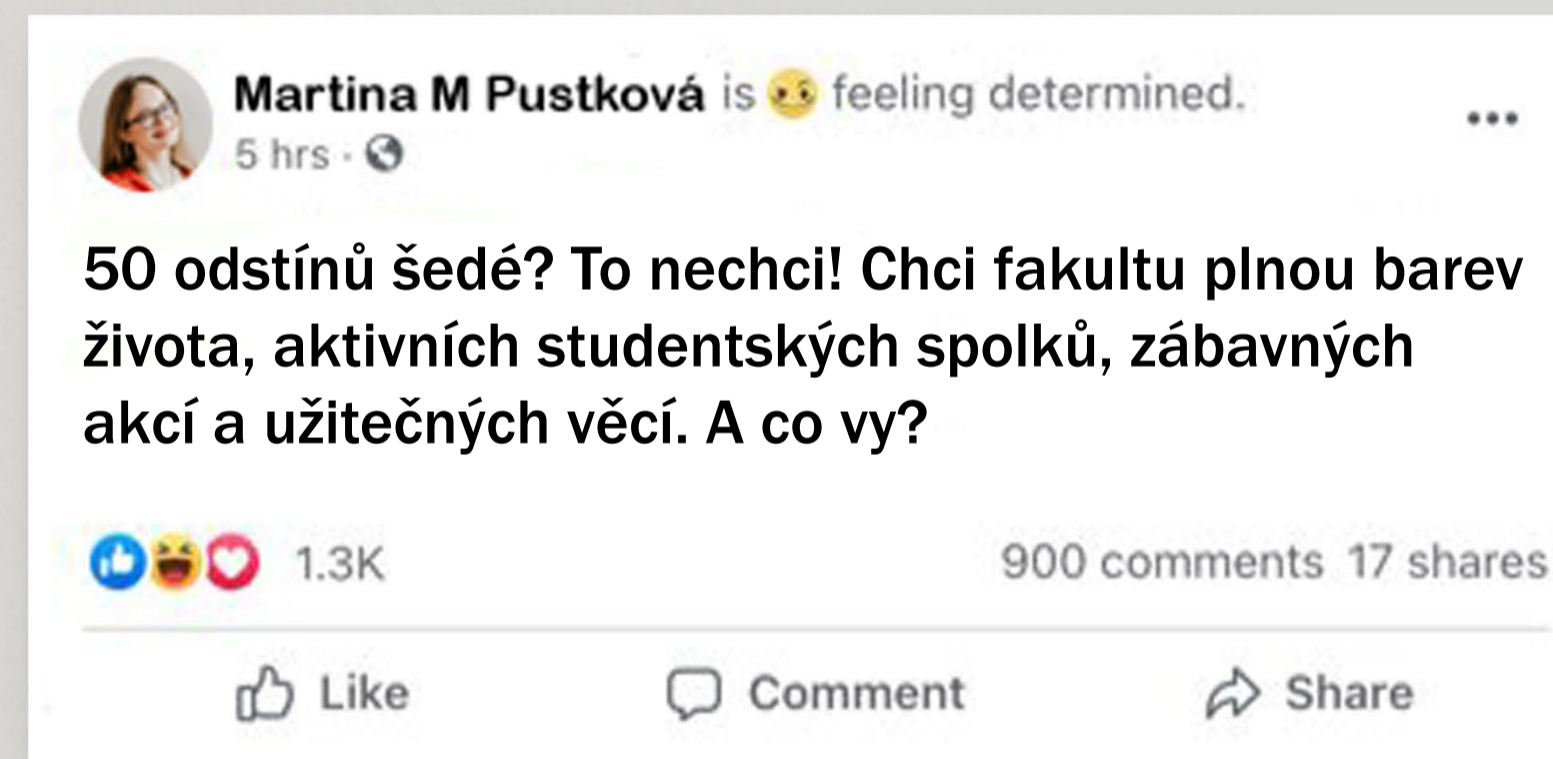 Martina M Pustková is feeling determined.
5 hrs ·
50 odstínů šedé? To nechci! Chci fakultu plnou barev
života, aktivních studentských spolků, zábavných
akcí a užitečných věcí. A co vy?
1.3K 900 comments 17 shares
Like Comment Share